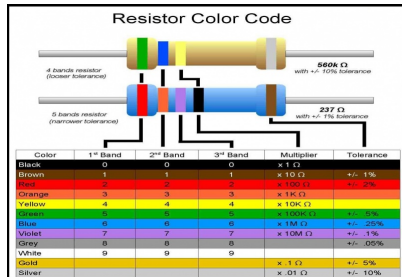 Resistor Color Code
4 bands resistor
(looser tolerance)
560k Ω
with +/- 10% tolerance
5 bands resistor
(narrower tolerance)
237 Ω
with +/- 1% tolerance
Color 1st Band 2nd Band 3rd Band Multiplier Tolerance
Black 0 0 x 1 Ω
Brown 1 1 1 x 10 Ω +/- 1%
Red 2 2 2 x 100 Ω +/- 2%
Orange 3 3 3 x 1K Ω
Yellow 4 4 4 x 10K Ω
Green 5 5 5 x 100K Ω +/- .5%
Blue 6 6 6 x 1M Ω +/- .25%
Violet 7 7 7 x 10M Ω +/- .1%
Grey 8 8 8 +/- .05%
White 9 9 9
Gold x .1 Ω +/- 5%
Silver x .01 Ω +/- 10%